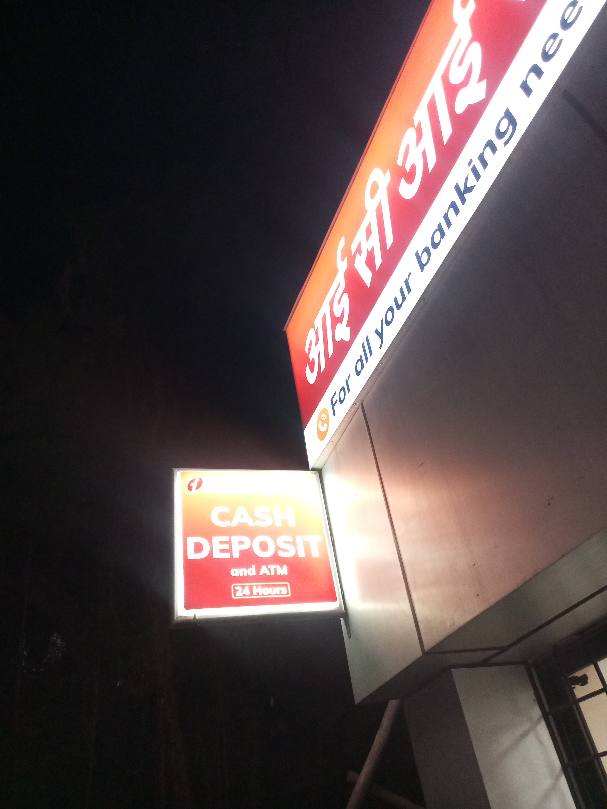 आई सी आई
For all your banking nee
CASH
DEPOSIT
and ATM
24 Hours